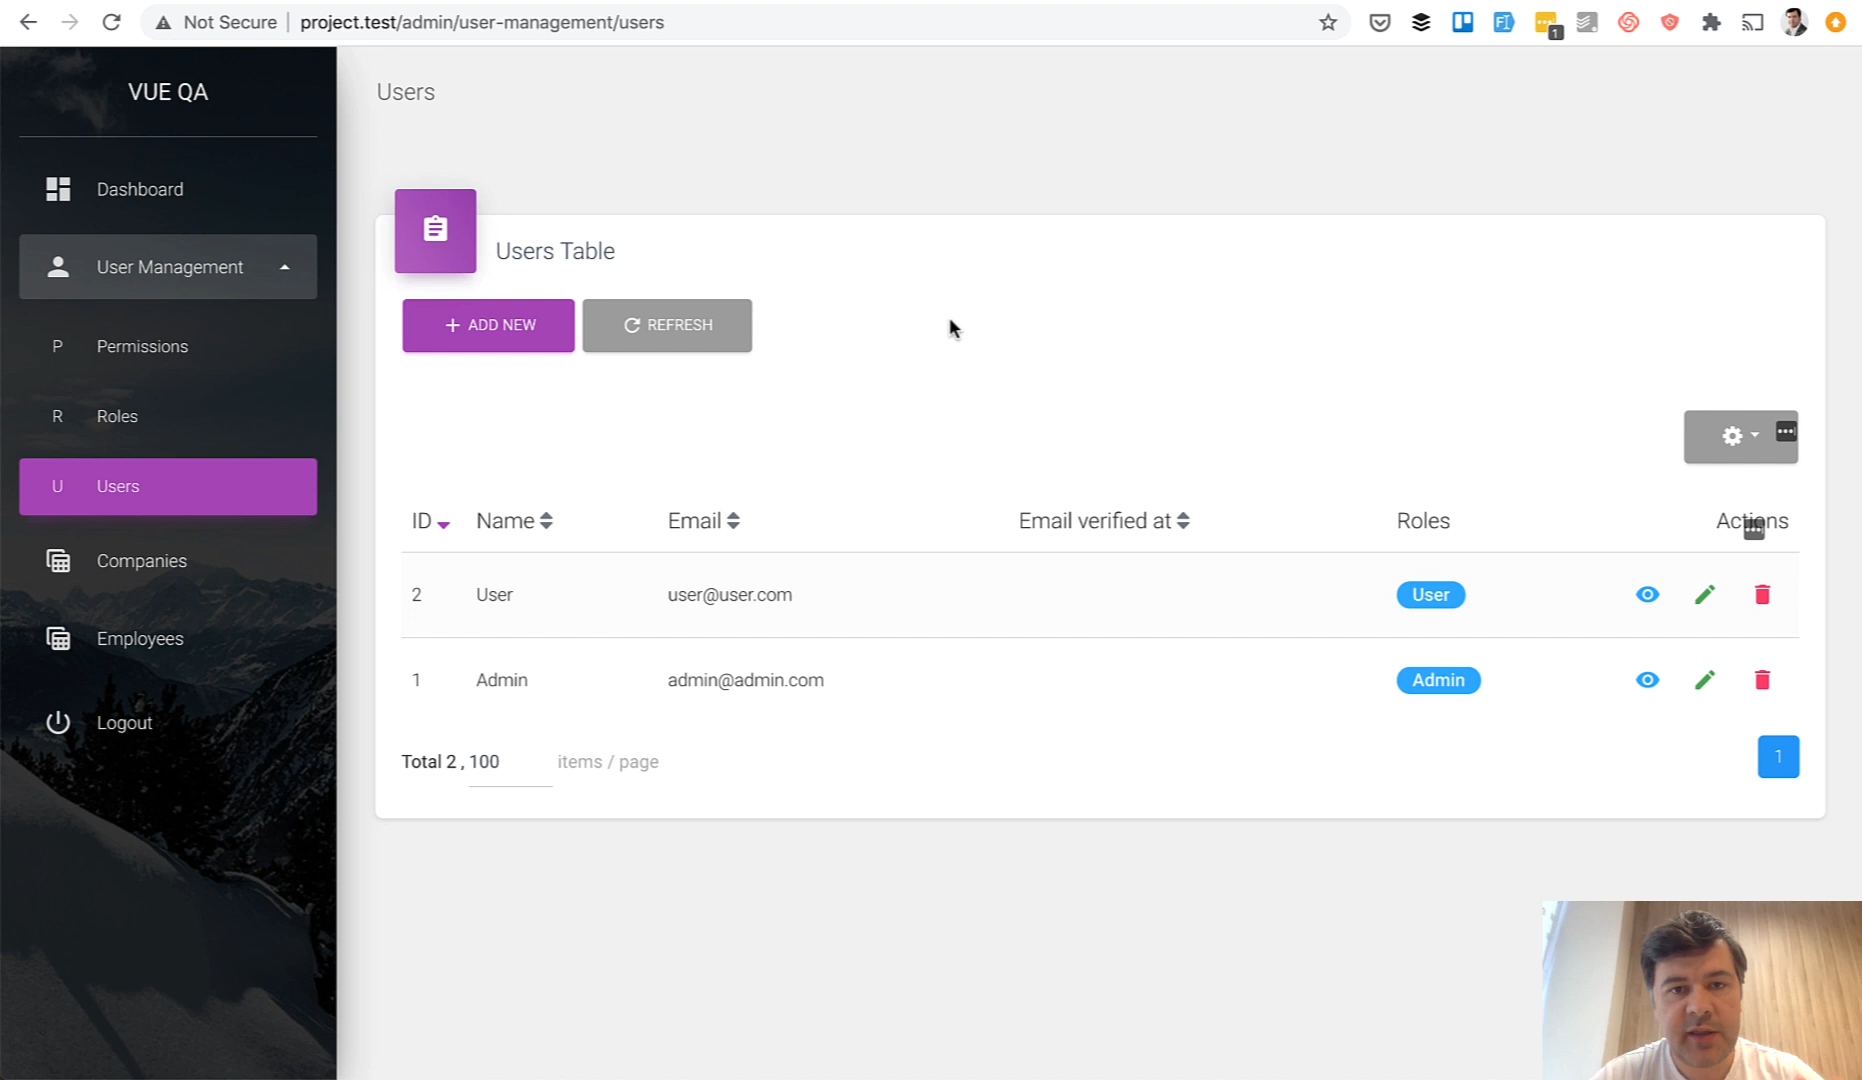 Not Secure | project.test/admin/user-management/users
1
VUE QA
Dashboard
User Management
P Permissions
R Roles
U Users
Companies
Employees
Logout
Users
Users Table
+ ADD NEW
REFRESH
ID Name Email Email verified at Roles Actions
2 User user@user.com User
1 Admin admin@admin.com Admin
Total 2 , 100 items / page
1